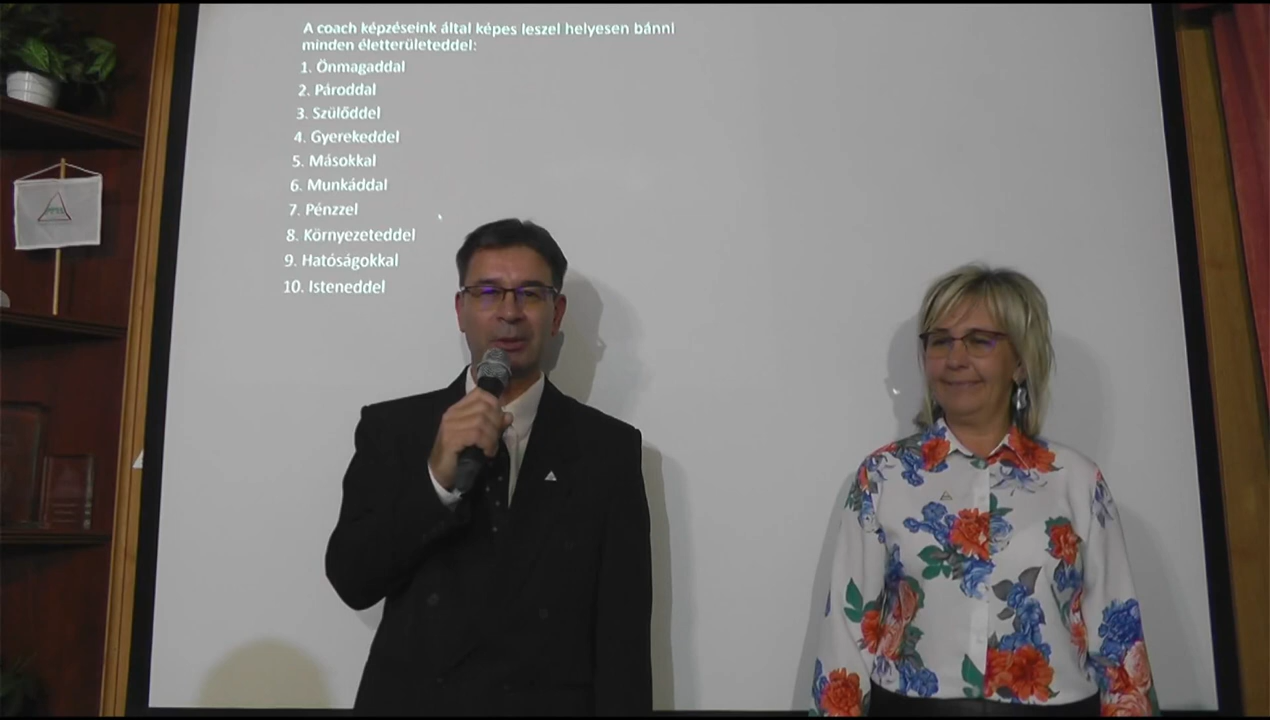 A coach képzéseink által képes leszel helyesen bánni
minden életterületeddel:
1. Önmagaddal
2. Pároddal
3. Szülőddel
4. Gyerekeddel
5. Másokkal
6. Munkáddal
7. Pénzzel
8. Környezeteddel
9. Hatóságokkal
10. Isteneddel